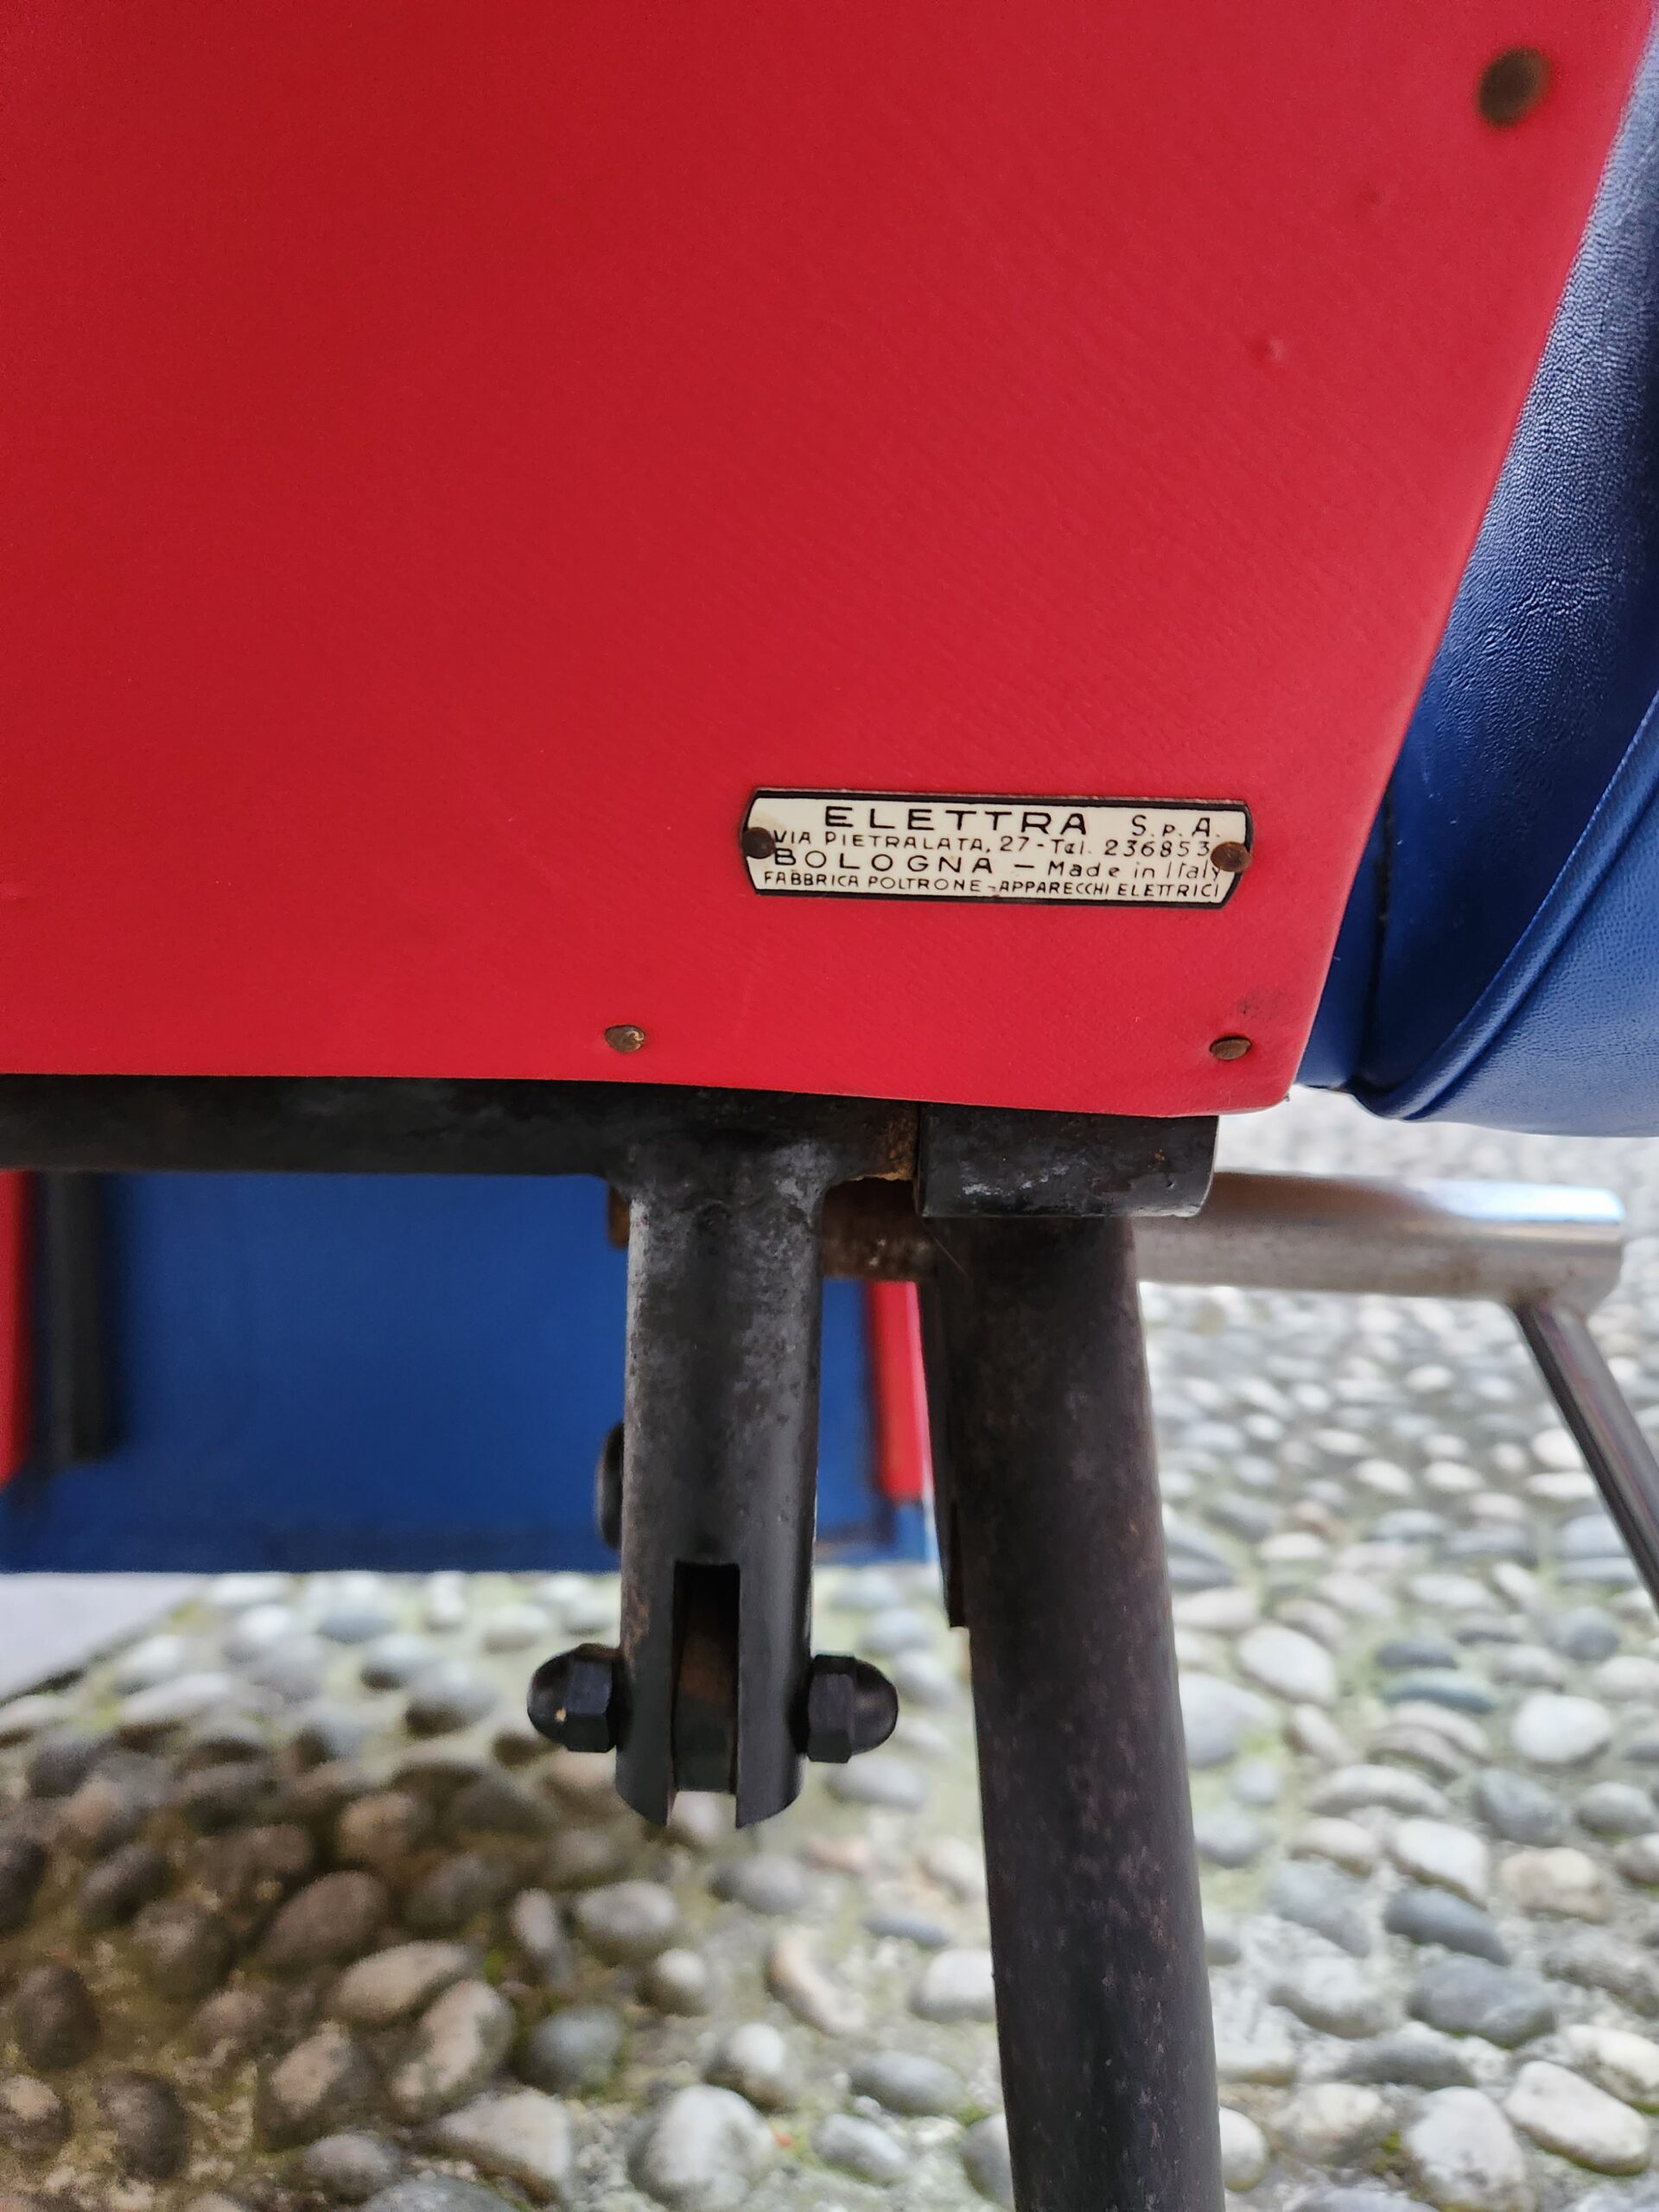 ELETTRA S.p.A.
VIA PIETRALATA, 27 - Tel. 236853
BOLOGNA - Made in Italy
FABBRICA POLTRONE - APPARECCHI ELETTRICI